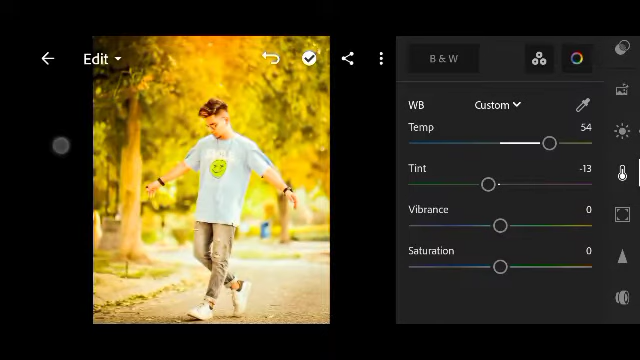 Edit
B & W
WB Custom
Temp 54
Tint -13
Vibrance 0
Saturation 0